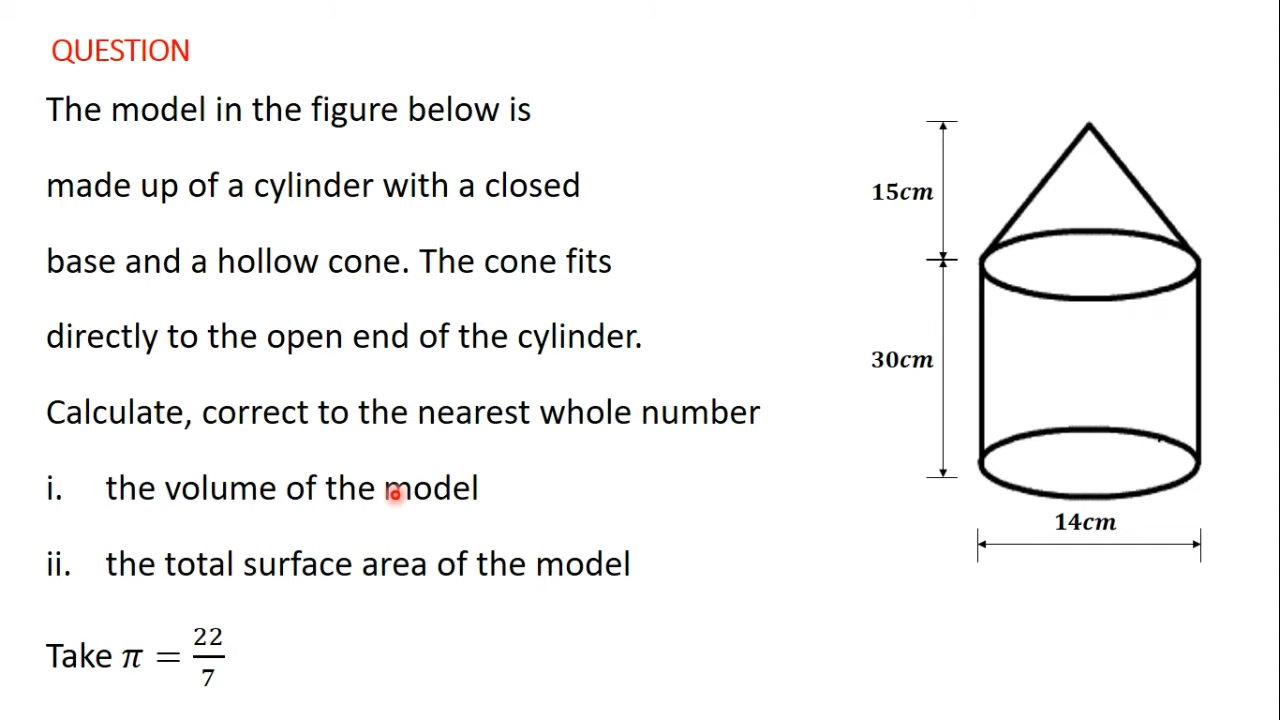 QUESTION
The model in the figure below is
made up of a cylinder with a closed
base and a hollow cone. The cone fits
directly to the open end of the cylinder.
Calculate, correct to the nearest whole number
i. the volume of the model
ii. the total surface area of the model
Take π = 22/7
15cm
30cm
14cm